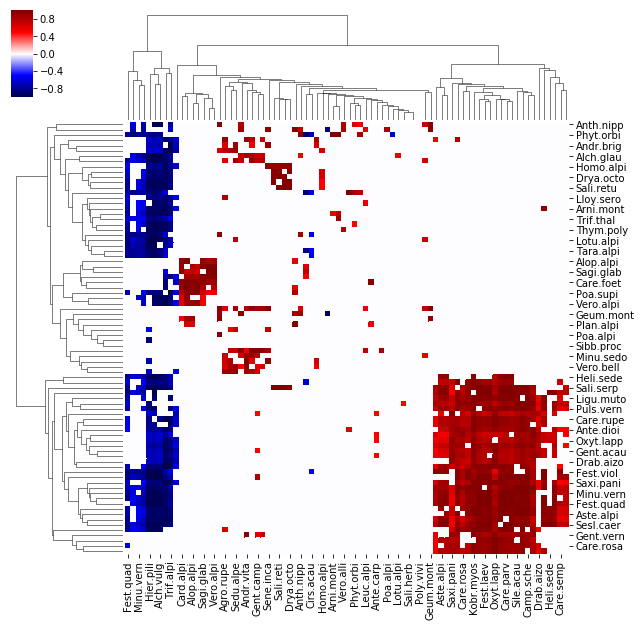 0.8
0.4
0.0
−0.4
−0.8
Anth.nipp
Phyt.orbi
Andr.brig
Alch.glau
Homo.alpi
Drya.octo
Sali.retu
Lloy.sero
Arni.mont
Trif.thal
Thym.poly
Lotu.alpi
Tara.alpi
Alop.alpi
Sagi.glab
Care.foet
Poa.supi
Vero.alpi
Geum.mont
Plan.alpi
Poa.alpi
Sibb.proc
Minu.sedo
Vero.bell
Heli.sede
Sali.serp
Ligu.muto
Puls.vern
Care.rupe
Ante.dioi
Oxyt.lapp
Gent.acau
Drab.aizo
Fest.viol
Saxi.pani
Minu.vern
Fest.quad
Aste.alpi
Sesl.caer
Gent.vern
Care.rosa
Fest.quad
Minu.vern
Hier.pili
Alch.vulg
Trif.alpi
Card.alpi
Alop.alpi
Sagi.glab
Vero.alpi
Agro.rupe
Sedu.alpe
Andr.vita
Gent.camp
Sene.inca
Sali.reti
Drya.octo
Anth.nipp
Cirs.acau
Homo.alpi
Arni.mont
Vero.alli
Phyt.orbi
Leuc.alpi
Ante.carp
Poa.alpi
Lotu.alpi
Sali.herb
Poly.vivi
Geum.mont
Aste.alpi
Saxi.pani
Care.rosa
Kobr.myos
Fest.laev
Oxyt.lapp
Care.parv
Sile.acau
Camp.sche
Drab.aizo
Heli.sede
Care.semp